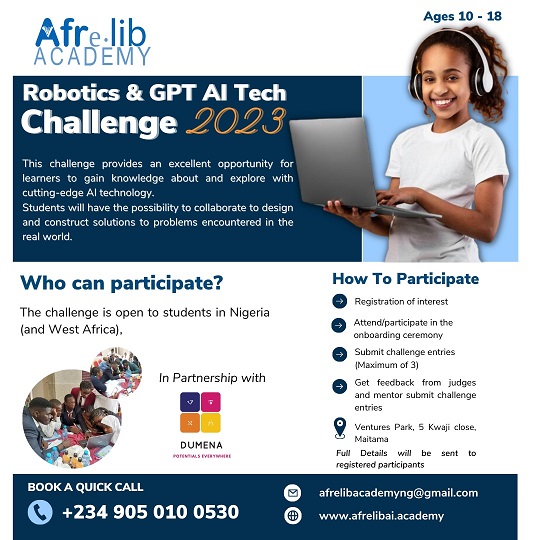 Afre.lib
ACADEMY
Ages 10 - 18
Robotics & GPT AI Tech
Challenge 2023
This challenge provides an excellent opportunity for
learners to gain knowledge about and explore with
cutting-edge AI technology.
Students will have the possibility to collaborate to design
and construct solutions to problems encountered in the
real world.
Who can participate?
The challenge is open to students in Nigeria
(and West Africa),
In Partnership with
DUMENA
POTENTIALS EVERYWHERE
How To Participate
Registration of interest
Attend/participate in the
onboarding ceremony
Submit challenge entries
(Maximum of 3)
Get feedback from judges
and mentor submit challenge
entries
Ventures Park, 5 Kwaji close,
Maitama
Full Details will be sent to
registered participants
BOOK A QUICK CALL
+234 905 010 0530
afrelibacademyng@gmail.com
www.afrelibai.academy